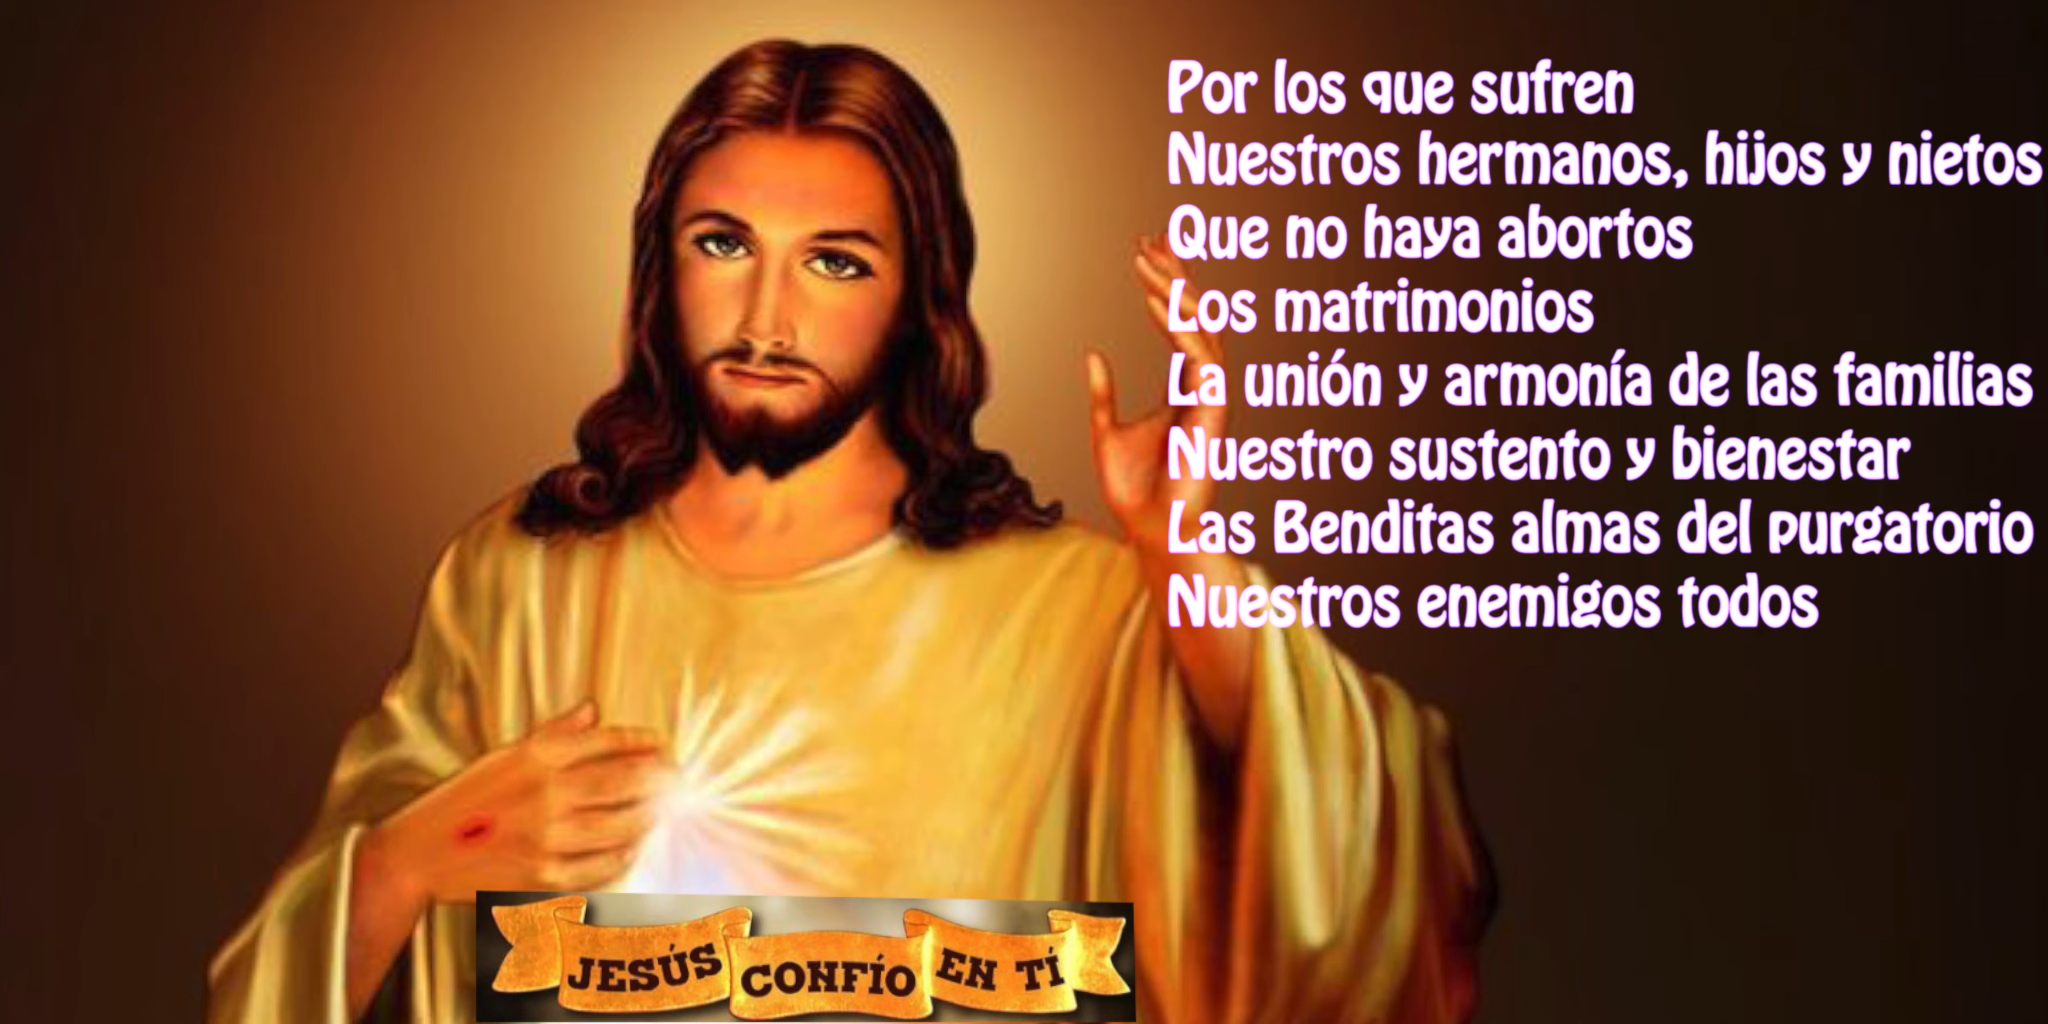 Por los que sufren
Nuestros hermanos, hijos y nietos
Que no haya abortos
Los matrimonios
La unión y armonía de las familias
Nuestro sustento y bienestar
Las Benditas almas del purgatorio
Nuestros enemigos todos
JESÚS CONFÍO EN TÍ